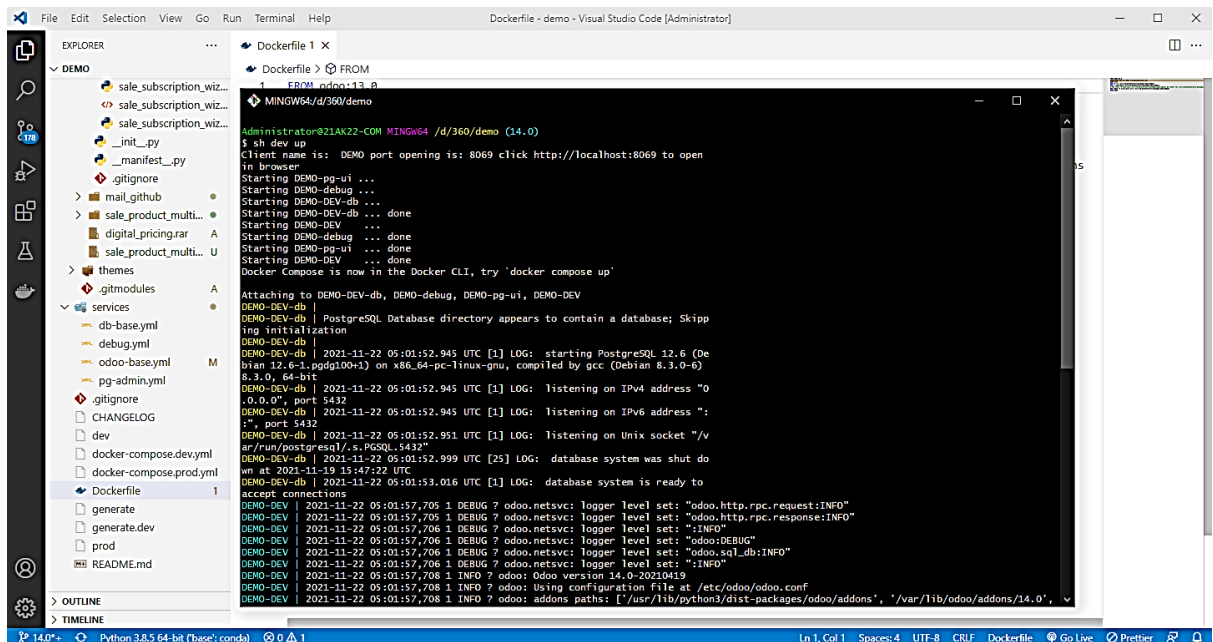 File Edit Selection View Go Run Terminal Help Dockerfile - demo - Visual Studio Code [Administrator]
EXPLORER
Dockerfile 1
DEMO
Dockerfile > FROM
sale_subscription_wiz...
1 FROM odoo:13.0
sale_subscription_wiz...
sale_subscription_wiz...
__init__.py
__manifest__.py
.gitignore
mail_github
sale_product_multi...
digital_pricing.rar A
sale_product_multi... U
themes
.gitmodules A
services
db-base.yml
debug.yml
odoo-base.yml M
pg-admin.yml
.gitignore
CHANGELOG
dev
docker-compose.dev.yml
docker-compose.prod.yml
Dockerfile 1
generate
generate.dev
prod
README.md
OUTLINE
TIMELINE
178
MINGW64:/d/360/demo
Administrator@21AK22-COM MINGW64 /d/360/demo (14.0)
$ sh dev up
Client name is: DEMO port opening is: 8069 click http://localhost:8069 to open
in browser
Starting DEMO-pg-ui ...
Starting DEMO-debug ...
Starting DEMO-DEV-db ...
Starting DEMO-DEV-db ... done
Starting DEMO-DEV ...
Starting DEMO-debug ... done
Starting DEMO-pg-ui ... done
Starting DEMO-DEV ... done
Docker Compose is now in the Docker CLI, try `docker compose up`
Attaching to DEMO-DEV-db, DEMO-debug, DEMO-pg-ui, DEMO-DEV
DEMO-DEV-db |
DEMO-DEV-db | PostgreSQL Database directory appears to contain a database; Skipp
ing initialization
DEMO-DEV-db |
DEMO-DEV-db | 2021-11-22 05:01:52.945 UTC [1] LOG: starting PostgreSQL 12.6 (De
bian 12.6-1.pgdg100+1) on x86_64-pc-linux-gnu, compiled by gcc (Debian 8.3.0-6)
8.3.0, 64-bit
DEMO-DEV-db | 2021-11-22 05:01:52.945 UTC [1] LOG: listening on IPv4 address "0
.0.0.0", port 5432
DEMO-DEV-db | 2021-11-22 05:01:52.945 UTC [1] LOG: listening on IPv6 address ":
:", port 5432
DEMO-DEV-db | 2021-11-22 05:01:52.951 UTC [1] LOG: listening on Unix socket "/v
ar/run/postgresql/.s.PGSQL.5432"
DEMO-DEV-db | 2021-11-22 05:01:52.999 UTC [25] LOG: database system was shut do
wn at 2021-11-19 15:47:22 UTC
DEMO-DEV-db | 2021-11-22 05:01:53.016 UTC [1] LOG: database system is ready to
accept connections
DEMO-DEV | 2021-11-22 05:01:57,705 1 DEBUG ? odoo.netsvc: logger level set: "odoo.http.rpc.request:INFO"
DEMO-DEV | 2021-11-22 05:01:57,705 1 DEBUG ? odoo.netsvc: logger level set: "odoo.http.rpc.response:INFO"
DEMO-DEV | 2021-11-22 05:01:57,706 1 DEBUG ? odoo.netsvc: logger level set: ":INFO"
DEMO-DEV | 2021-11-22 05:01:57,706 1 DEBUG ? odoo.netsvc: logger level set: "odoo:DEBUG"
DEMO-DEV | 2021-11-22 05:01:57,706 1 DEBUG ? odoo.netsvc: logger level set: "odoo.sql_db:INFO"
DEMO-DEV | 2021-11-22 05:01:57,706 1 DEBUG ? odoo.netsvc: logger level set: ":INFO"
DEMO-DEV | 2021-11-22 05:01:57,708 1 INFO ? odoo: Odoo version 14.0-20210419
DEMO-DEV | 2021-11-22 05:01:57,708 1 INFO ? odoo: Using configuration file at /etc/odoo/odoo.conf
DEMO-DEV | 2021-11-22 05:01:57,708 1 INFO ? odoo: addons paths: ['/usr/lib/python3/dist-packages/odoo/addons', '/var/lib/odoo/addons/14.0',
ns
14.0*+ Python 3.8.5 64-bit ('base': conda) 0 1 Ln 1, Col 1 Spaces: 4 UTF-8 CRLF Dockerfile Go Live Prettier